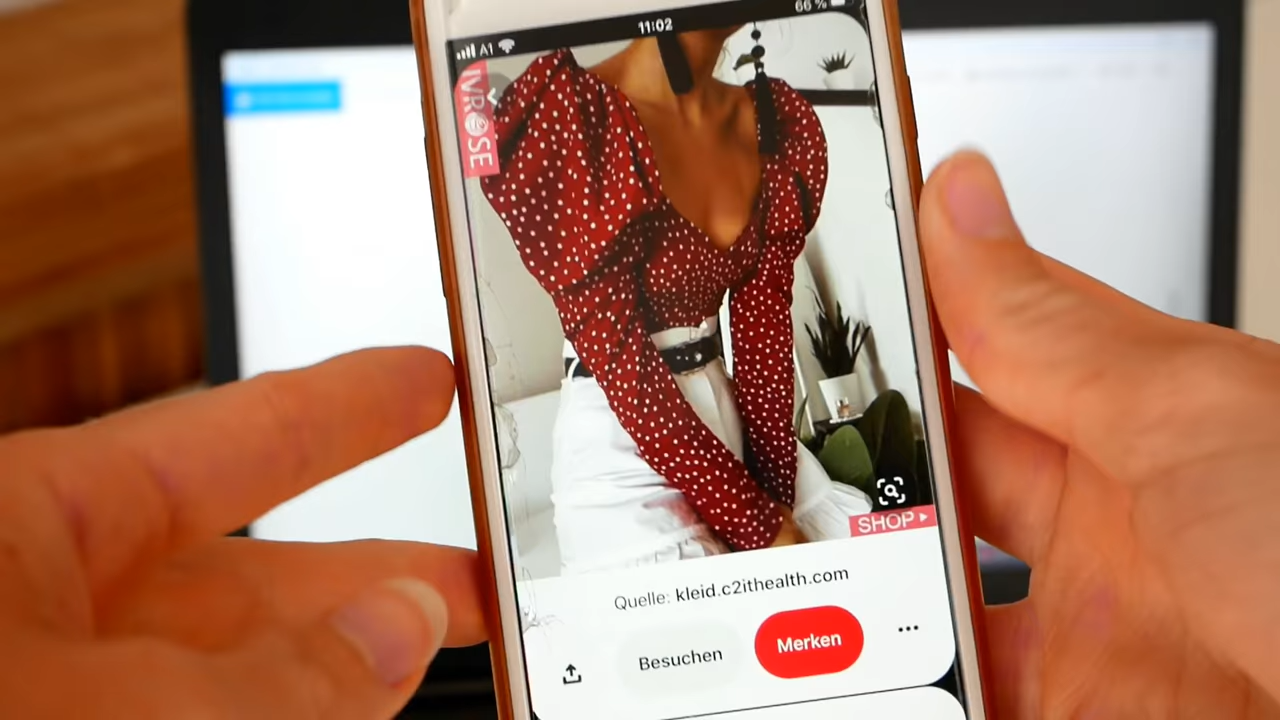 A1
11:02
66 %
IVROSE
SHOP
Quelle: kleid.c2ithealth.com
Besuchen
Merken